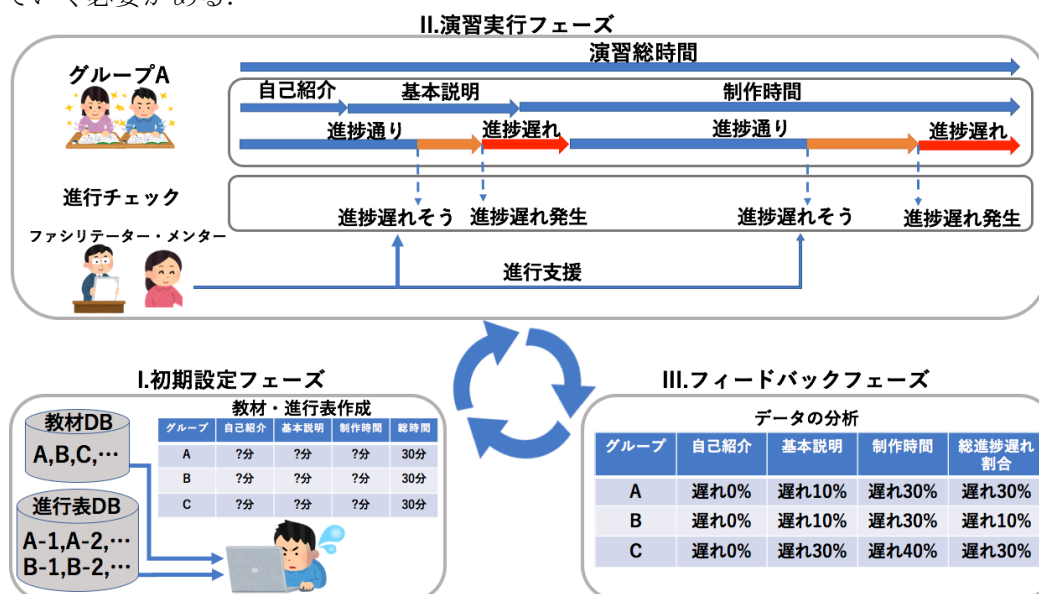 ていく必要がある.
II.演習実行フェーズ
演習総時間
グループA
自己紹介 基本説明 制作時間
進捗通り 進捗遅れ 進捗通り 進捗遅れ
進行チェック
進捗遅れそう 進捗遅れ発生 進捗遅れそう 進捗遅れ発生
ファシリテーター・メンター
進行支援
I.初期設定フェーズ
教材・進行表作成
教材DB
A,B,C,…
進行表DB
A-1,A-2,…
B-1,B-2,…
グループ 自己紹介 基本説明 制作時間 総時間
A ?分 ?分 ?分 30分
B ?分 ?分 ?分 30分
C ?分 ?分 ?分 30分
III.フィードバックフェーズ
データの分析
グループ 自己紹介 基本説明 制作時間 総進捗遅れ
割合
A 遅れ0% 遅れ10% 遅れ30% 遅れ30%
B 遅れ0% 遅れ10% 遅れ30% 遅れ10%
C 遅れ0% 遅れ30% 遅れ40% 遅れ30%